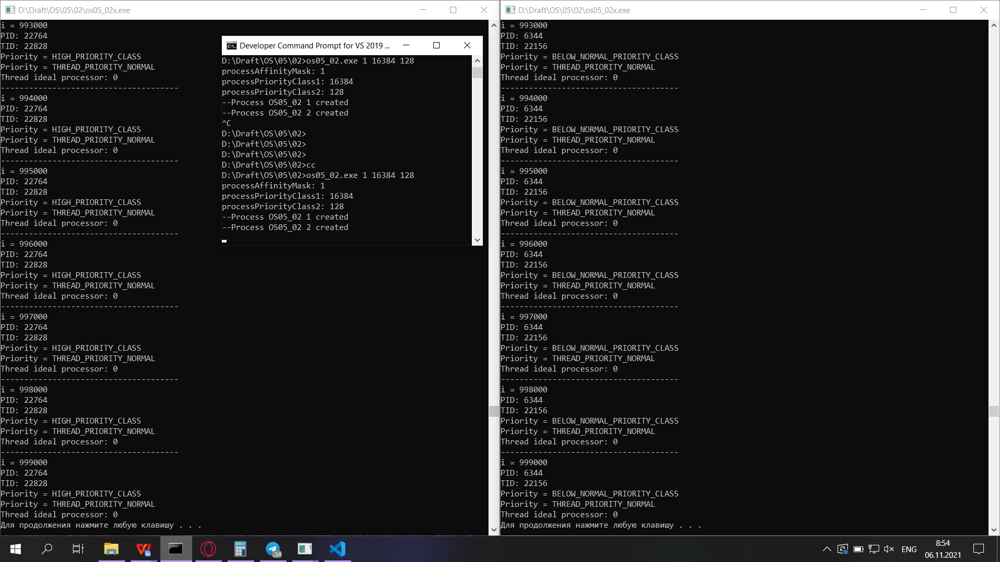 D:\Draft\OS\05\02\os05_02x.exe
i = 993000
PID: 22764
TID: 22828
Priority = HIGH_PRIORITY_CLASS
Priority = THREAD_PRIORITY_NORMAL
Thread ideal processor: 0
--------------------------------------
i = 994000
PID: 22764
TID: 22828
Priority = HIGH_PRIORITY_CLASS
Priority = THREAD_PRIORITY_NORMAL
Thread ideal processor: 0
--------------------------------------
i = 995000
PID: 22764
TID: 22828
Priority = HIGH_PRIORITY_CLASS
Priority = THREAD_PRIORITY_NORMAL
Thread ideal processor: 0
--------------------------------------
i = 996000
PID: 22764
TID: 22828
Priority = HIGH_PRIORITY_CLASS
Priority = THREAD_PRIORITY_NORMAL
Thread ideal processor: 0
--------------------------------------
i = 997000
PID: 22764
TID: 22828
Priority = HIGH_PRIORITY_CLASS
Priority = THREAD_PRIORITY_NORMAL
Thread ideal processor: 0
--------------------------------------
i = 998000
PID: 22764
TID: 22828
Priority = HIGH_PRIORITY_CLASS
Priority = THREAD_PRIORITY_NORMAL
Thread ideal processor: 0
--------------------------------------
i = 999000
PID: 22764
TID: 22828
Priority = HIGH_PRIORITY_CLASS
Priority = THREAD_PRIORITY_NORMAL
Thread ideal processor: 0
Для продолжения нажмите любую клавишу . . .
Developer Command Prompt for VS 2019 ...
D:\Draft\OS\05\02>os05_02.exe 1 16384 128
processAffinityMask: 1
processPriorityClass1: 16384
processPriorityClass2: 128
--Process OS05_02 1 created
--Process OS05_02 2 created
^C
D:\Draft\OS\05\02>
D:\Draft\OS\05\02>
D:\Draft\OS\05\02>
D:\Draft\OS\05\02>cc
D:\Draft\OS\05\02>os05_02.exe 1 16384 128
processAffinityMask: 1
processPriorityClass1: 16384
processPriorityClass2: 128
--Process OS05_02 1 created
--Process OS05_02 2 created
D:\Draft\OS\05\02\os05_02x.exe
i = 993000
PID: 6344
TID: 22156
Priority = BELOW_NORMAL_PRIORITY_CLASS
Priority = THREAD_PRIORITY_NORMAL
Thread ideal processor: 0
--------------------------------------
i = 994000
PID: 6344
TID: 22156
Priority = BELOW_NORMAL_PRIORITY_CLASS
Priority = THREAD_PRIORITY_NORMAL
Thread ideal processor: 0
--------------------------------------
i = 995000
PID: 6344
TID: 22156
Priority = BELOW_NORMAL_PRIORITY_CLASS
Priority = THREAD_PRIORITY_NORMAL
Thread ideal processor: 0
--------------------------------------
i = 996000
PID: 6344
TID: 22156
Priority = BELOW_NORMAL_PRIORITY_CLASS
Priority = THREAD_PRIORITY_NORMAL
Thread ideal processor: 0
--------------------------------------
i = 997000
PID: 6344
TID: 22156
Priority = BELOW_NORMAL_PRIORITY_CLASS
Priority = THREAD_PRIORITY_NORMAL
Thread ideal processor: 0
--------------------------------------
i = 998000
PID: 6344
TID: 22156
Priority = BELOW_NORMAL_PRIORITY_CLASS
Priority = THREAD_PRIORITY_NORMAL
Thread ideal processor: 0
--------------------------------------
i = 999000
PID: 6344
TID: 22156
Priority = BELOW_NORMAL_PRIORITY_CLASS
Priority = THREAD_PRIORITY_NORMAL
Thread ideal processor: 0
Для продолжения нажмите любую клавишу . . .
.54
ENG
8:54
06.11.2021